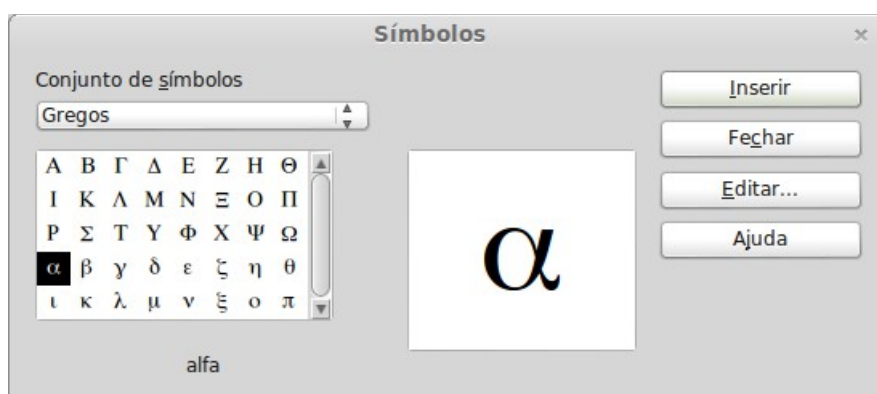 Símbolos
Conjunto de símbolos
Gregos
Α Β Γ Δ Ε Ζ Η Θ
Ι Κ Λ Μ Ν Ξ Ο Π
Ρ Σ Τ Υ Φ Χ Ψ Ω
α β γ δ ε ζ η θ
ι κ λ μ ν ξ ο π
alfa
α
Inserir
Fechar
Editar...
Ajuda